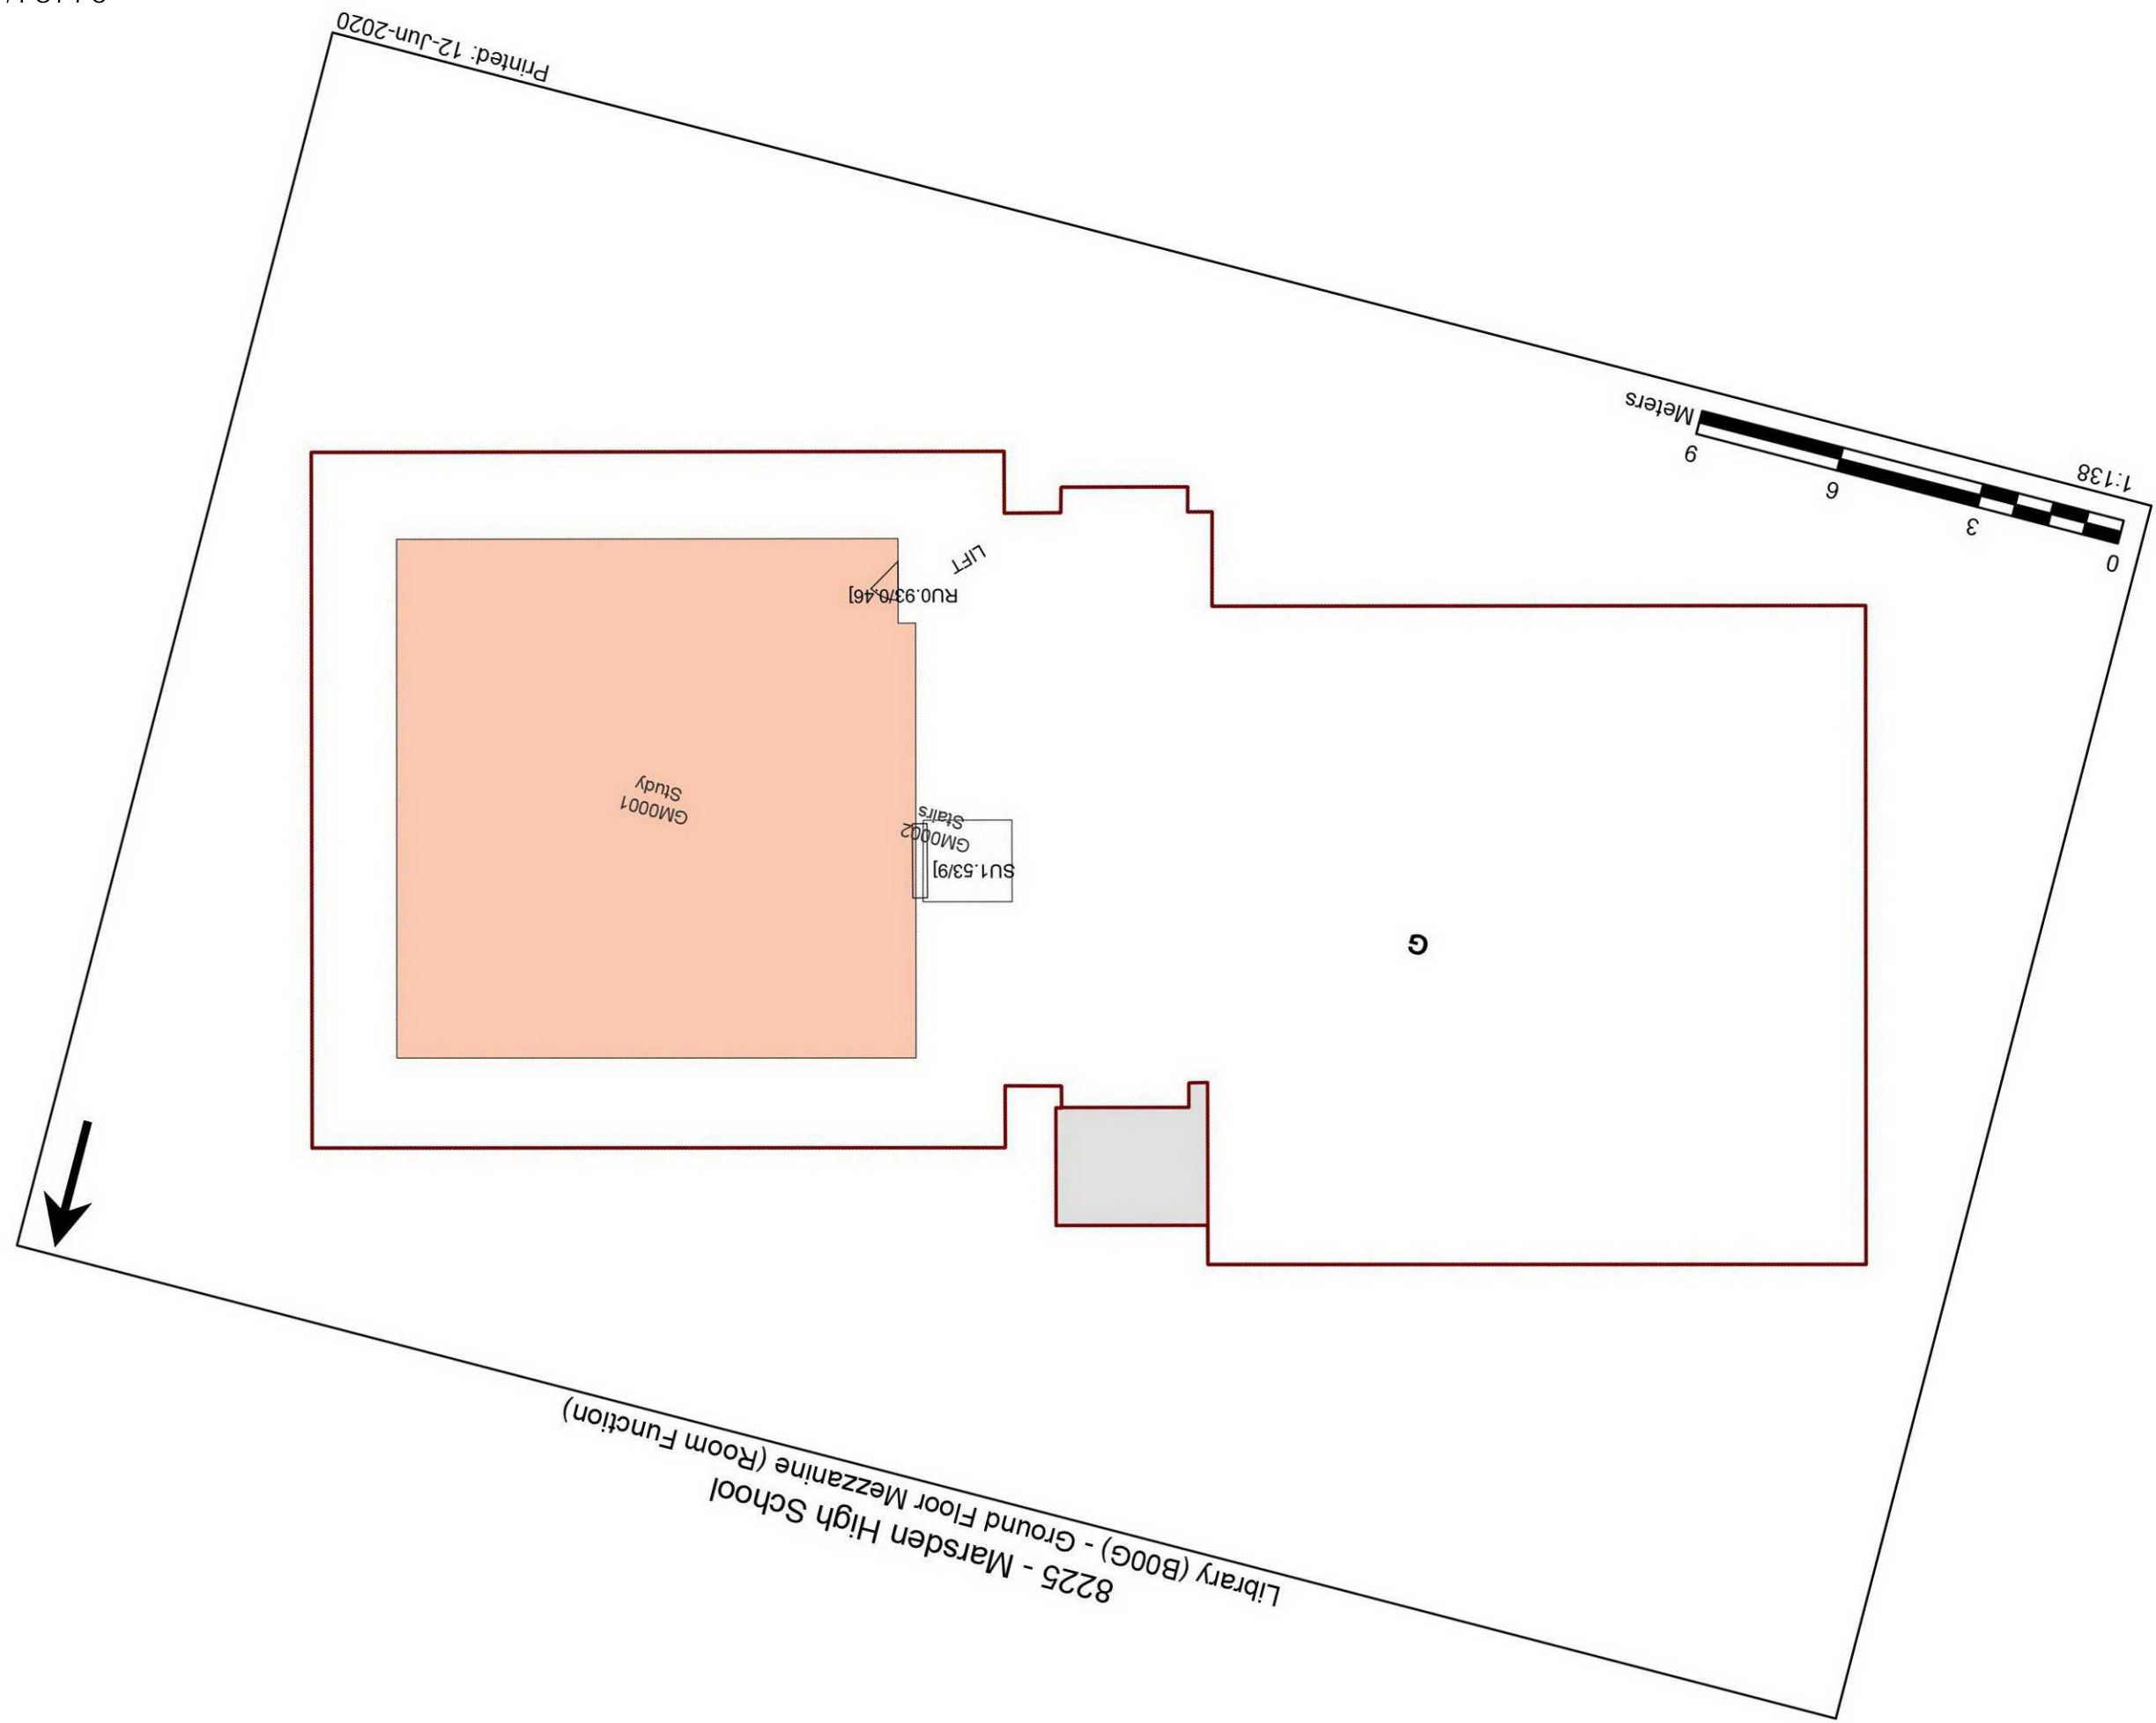 8225 - Marsden High School
Library (B00G) - Ground Floor Mezzanine (Room Function)
G
SU1.53/9]
GM0002
Stairs
GM0001
Study
RU0.93/0.46]
LIFT
0
3
6
9
Meters
1:138
Printed: 12-Jun-2020